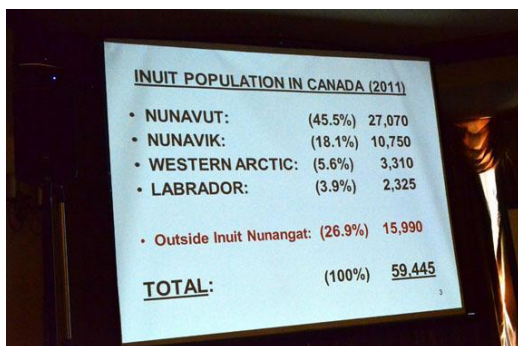 INUIT POPULATION IN CANADA (2011)
• NUNAVUT: (45.5%) 27,070
• NUNAVIK: (18.1%) 10,750
• WESTERN ARCTIC: (5.6%) 3,310
• LABRADOR: (3.9%) 2,325
• Outside Inuit Nunangat: (26.9%) 15,990
TOTAL: (100%) 59,445
3